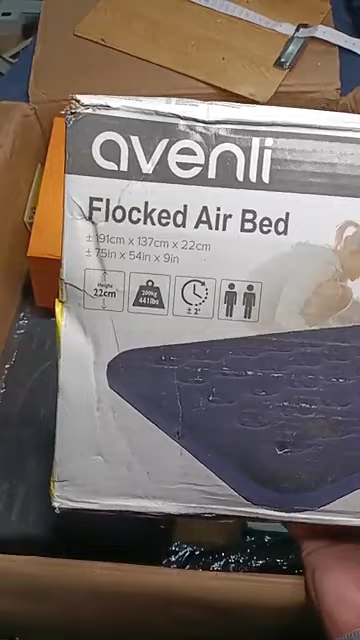 avenli
Flocked Air Bed
± 191cm x 137cm x 22cm
± 75in x 54in x 9in
Height
22cm
200kg
441lbs
± 2'